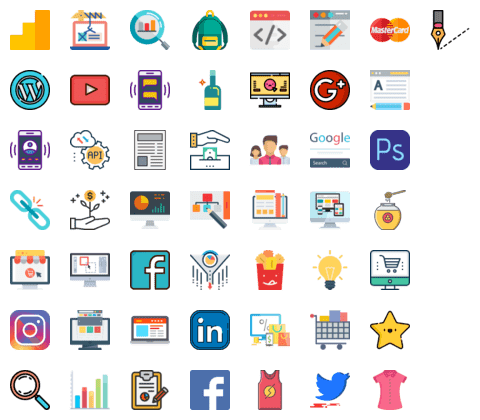 </>
MasterCard
W
G+
A
API
Google
Search
Ps
$
f
in
%
$
f